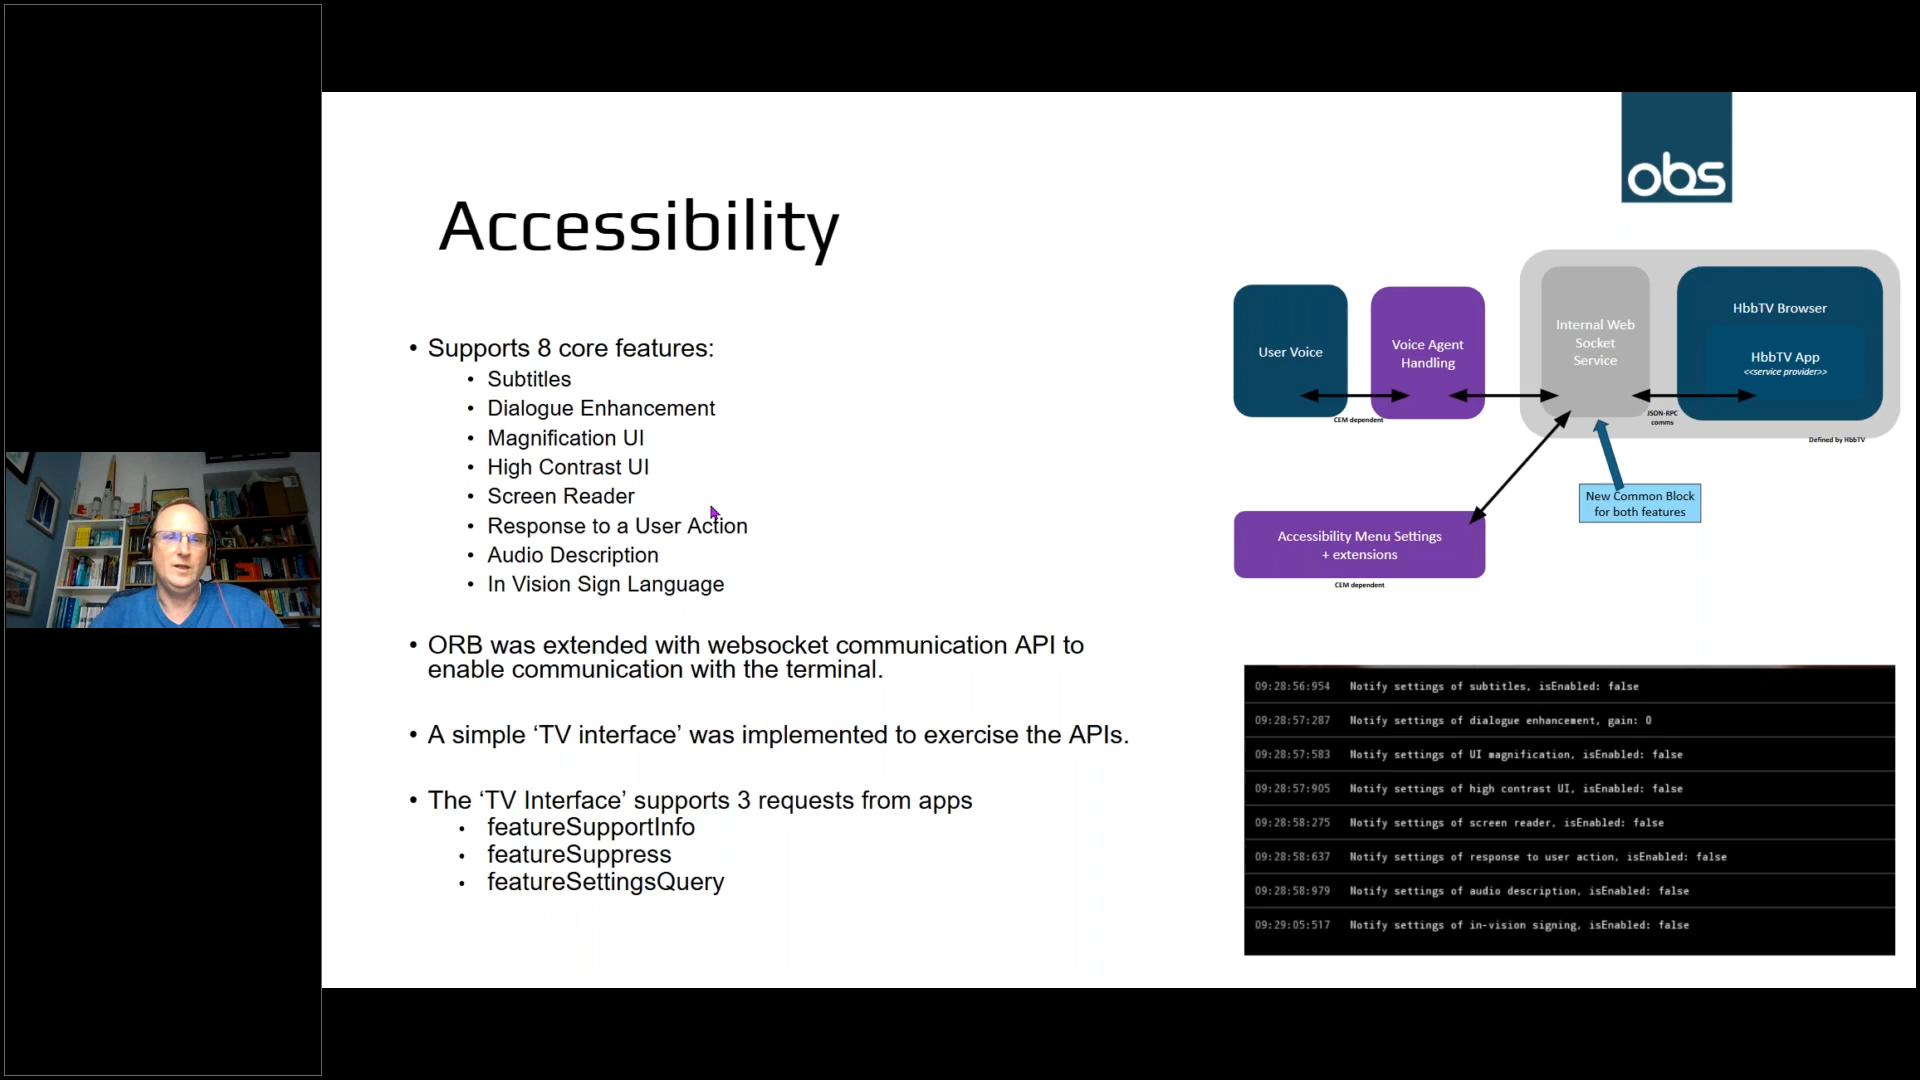 obs
Accessibility
• Supports 8 core features:
• Subtitles
• Dialogue Enhancement
• Magnification UI
• High Contrast UI
• Screen Reader
• Response to a User Action
• Audio Description
• In Vision Sign Language
• ORB was extended with websocket communication API to
enable communication with the terminal.
• A simple ‘TV interface’ was implemented to exercise the APIs.
• The ‘TV Interface’ supports 3 requests from apps
• featureSupportInfo
• featureSuppress
• featureSettingsQuery
User Voice
Voice Agent
Handling
CEM dependent
Internal Web
Socket
Service
HbbTV Browser
HbbTV App
<<service provider>>
JSON-RPC
comms
Defined by HbbTV
New Common Block
for both features
Accessibility Menu Settings
+ extensions
CEM dependent
09:28:56:954 Notify settings of subtitles, isEnabled: false
09:28:57:287 Notify settings of dialogue enhancement, gain: 0
09:28:57:583 Notify settings of UI magnification, isEnabled: false
09:28:57:905 Notify settings of high contrast UI, isEnabled: false
09:28:58:275 Notify settings of screen reader, isEnabled: false
09:28:58:637 Notify settings of response to user action, isEnabled: false
09:28:58:979 Notify settings of audio description, isEnabled: false
09:29:05:517 Notify settings of in-vision signing, isEnabled: false